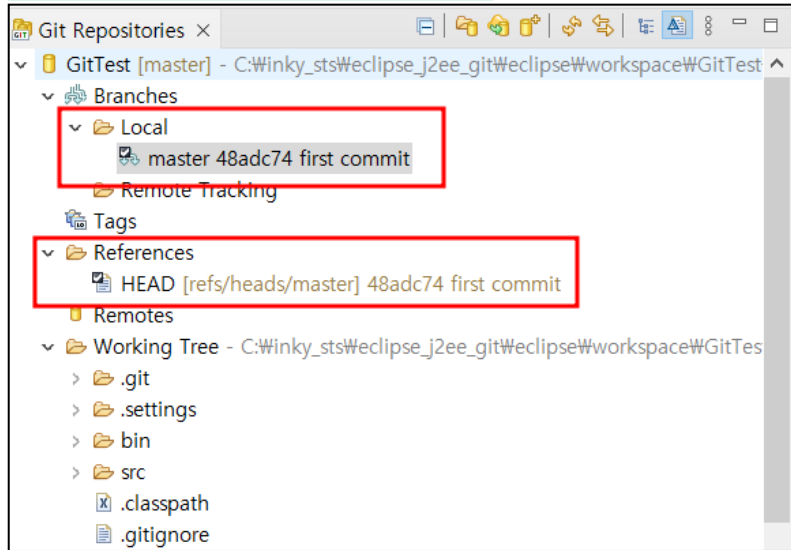 Git Repositories ×
GitTest [master] - C:₩inky_sts₩eclipse_j2ee_git₩eclipse₩workspace₩GitTest
Branches
Local
master 48adc74 first commit
Remote Tracking
Tags
References
HEAD [refs/heads/master] 48adc74 first commit
Remotes
Working Tree - C:₩inky_sts₩eclipse_j2ee_git₩eclipse₩workspace₩GitTes
.git
.settings
bin
src
.classpath
.gitignore